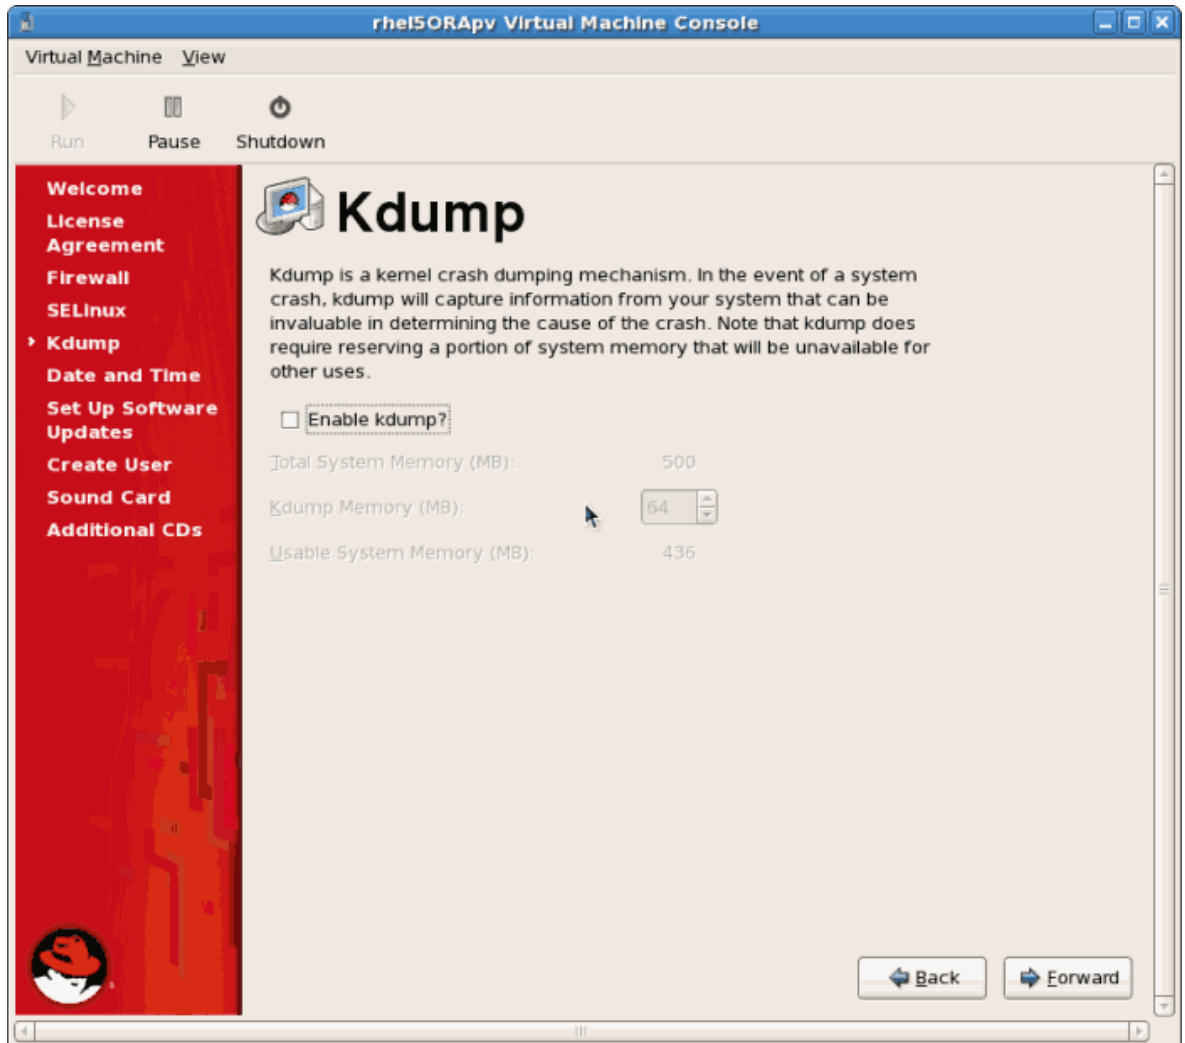 rhel5ORApv Virtual Machine Console
Virtual Machine View
Run Pause Shutdown
Welcome
License
Agreement
Firewall
SELinux
Kdump
Date and Time
Set Up Software
Updates
Create User
Sound Card
Additional CDs
Kdump
Kdump is a kernel crash dumping mechanism. In the event of a system
crash, kdump will capture information from your system that can be
invaluable in determining the cause of the crash. Note that kdump does
require reserving a portion of system memory that will be unavailable for
other uses.
Enable kdump?
Total System Memory (MB): 500
Kdump Memory (MB): 64
Usable System Memory (MB): 436
Back Forward